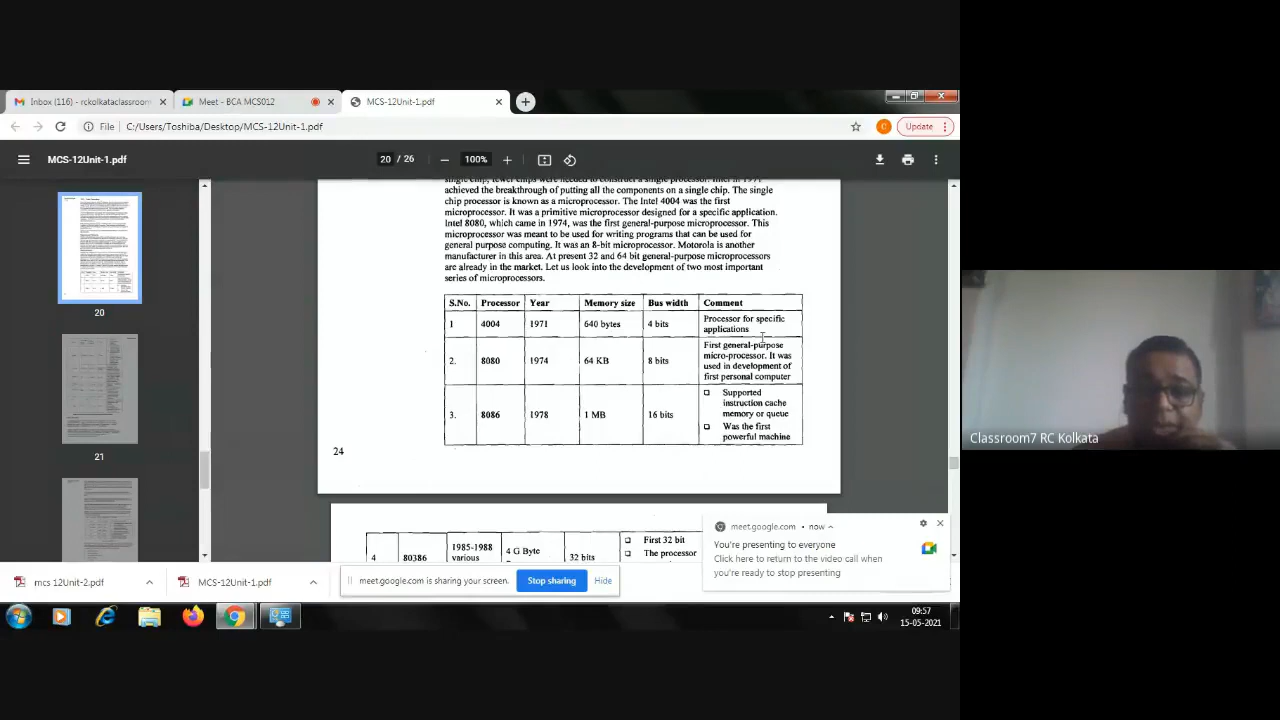 Inbox (116) - rckolkataclassroom
Meet - BCA MCS012
MCS-12Unit-1.pdf
File
C:/Users/Toshiba/Desktop/MCS-12Unit-1.pdf
Update
MCS-12Unit-1.pdf
20 / 26
100%
single chip, fewer chips were needed to construct a single processor. Intel in 1971
achieved the breakthrough of putting all the components on a single chip. The single
chip processor is known as a microprocessor. The Intel 4004 was the first
microprocessor. It was a primitive microprocessor designed for a specific application.
Intel 8080, which came in 1974, was the first general-purpose microprocessor. This
microprocessor was meant to be used for writing programs that can be used for
general purpose computing. It was an 8-bit microprocessor. Motorola is another
manufacturer in this area. At present 32 and 64 bit general-purpose microprocessors
are already in the market. Let us look into the development of two most important
series of microprocessors.
S.No. Processor Year Memory size Bus width Comment
1 4004 1971 640 bytes 4 bits Processor for specific
applications
2. 8080 1974 64 KB 8 bits First general-purpose
micro-processor. It was
used in development of
first personal computer
3. 8086 1978 1 MB 16 bits Supported
instruction cache
memory or queue
Was the first
powerful machine
24
20
21
4 80386 1985-1988
various
4 G Byte
32 bits
First 32 bit
The processor
meet.google.com • now
You're presenting to everyone
Click here to return to the video call when
you're ready to stop presenting
mcs 12Unit-2.pdf
MCS-12Unit-1.pdf
meet.google.com is sharing your screen.
Stop sharing
Hide
09:57
15-05-2021
Classroom7 RC Kolkata